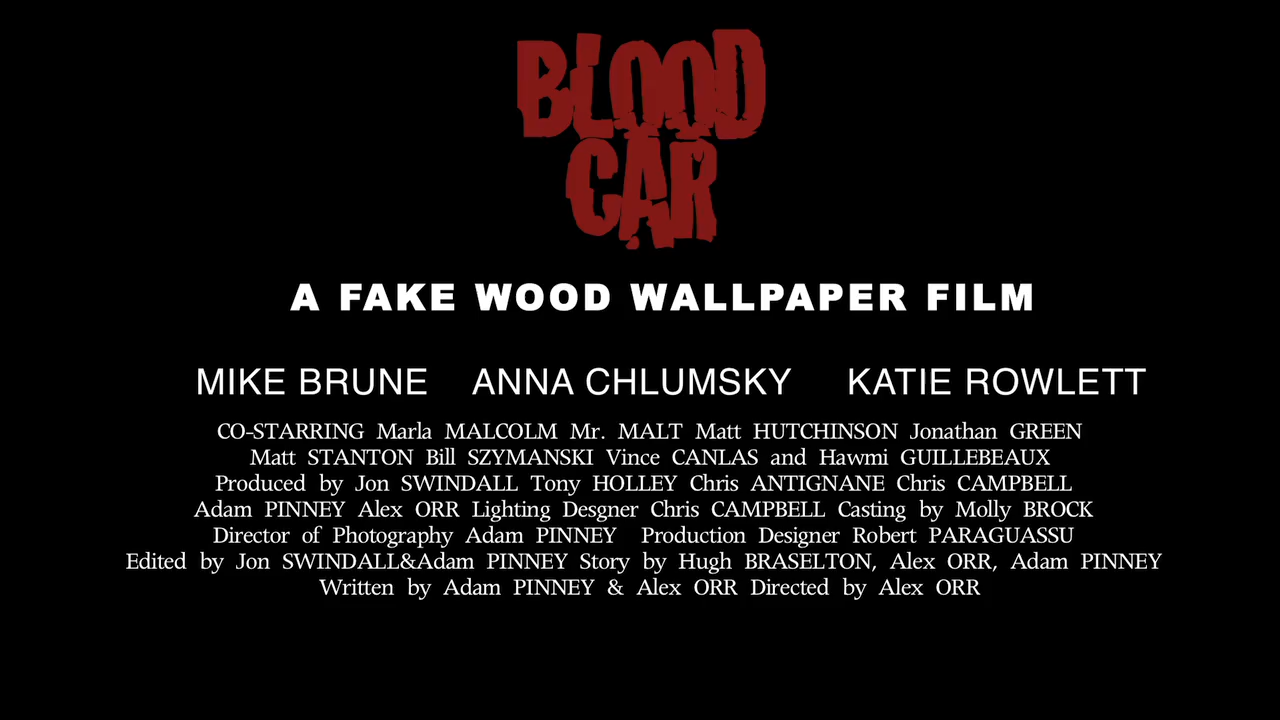 BLOOD
CAR
A FAKE WOOD WALLPAPER FILM
MIKE BRUNE ANNA CHLUMSKY KATIE ROWLETT
CO-STARRING Marla MALCOLM Mr. MALT Matt HUTCHINSON Jonathan GREEN
Matt STANTON Bill SZYMANSKI Vince CANLAS and Hawmi GUILLEBEAUX
Produced by Jon SWINDALL Tony HOLLEY Chris ANTIGNANE Chris CAMPBELL
Adam PINNEY Alex ORR Lighting Desgner Chris CAMPBELL Casting by Molly BROCK
Director of Photography Adam PINNEY Production Designer Robert PARAGUASSU
Edited by Jon SWINDALL&Adam PINNEY Story by Hugh BRASELTON, Alex ORR, Adam PINNEY
Written by Adam PINNEY & Alex ORR Directed by Alex ORR